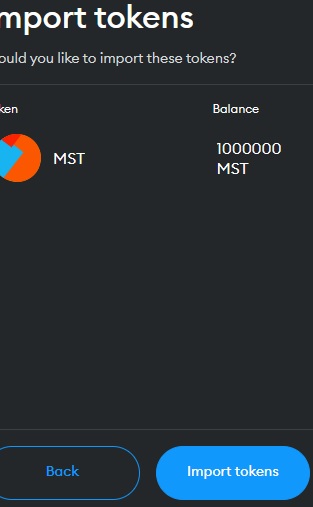 mport tokens
ould you like to import these tokens?
ken
Balance
MST
1000000
MST
Back
Import tokens